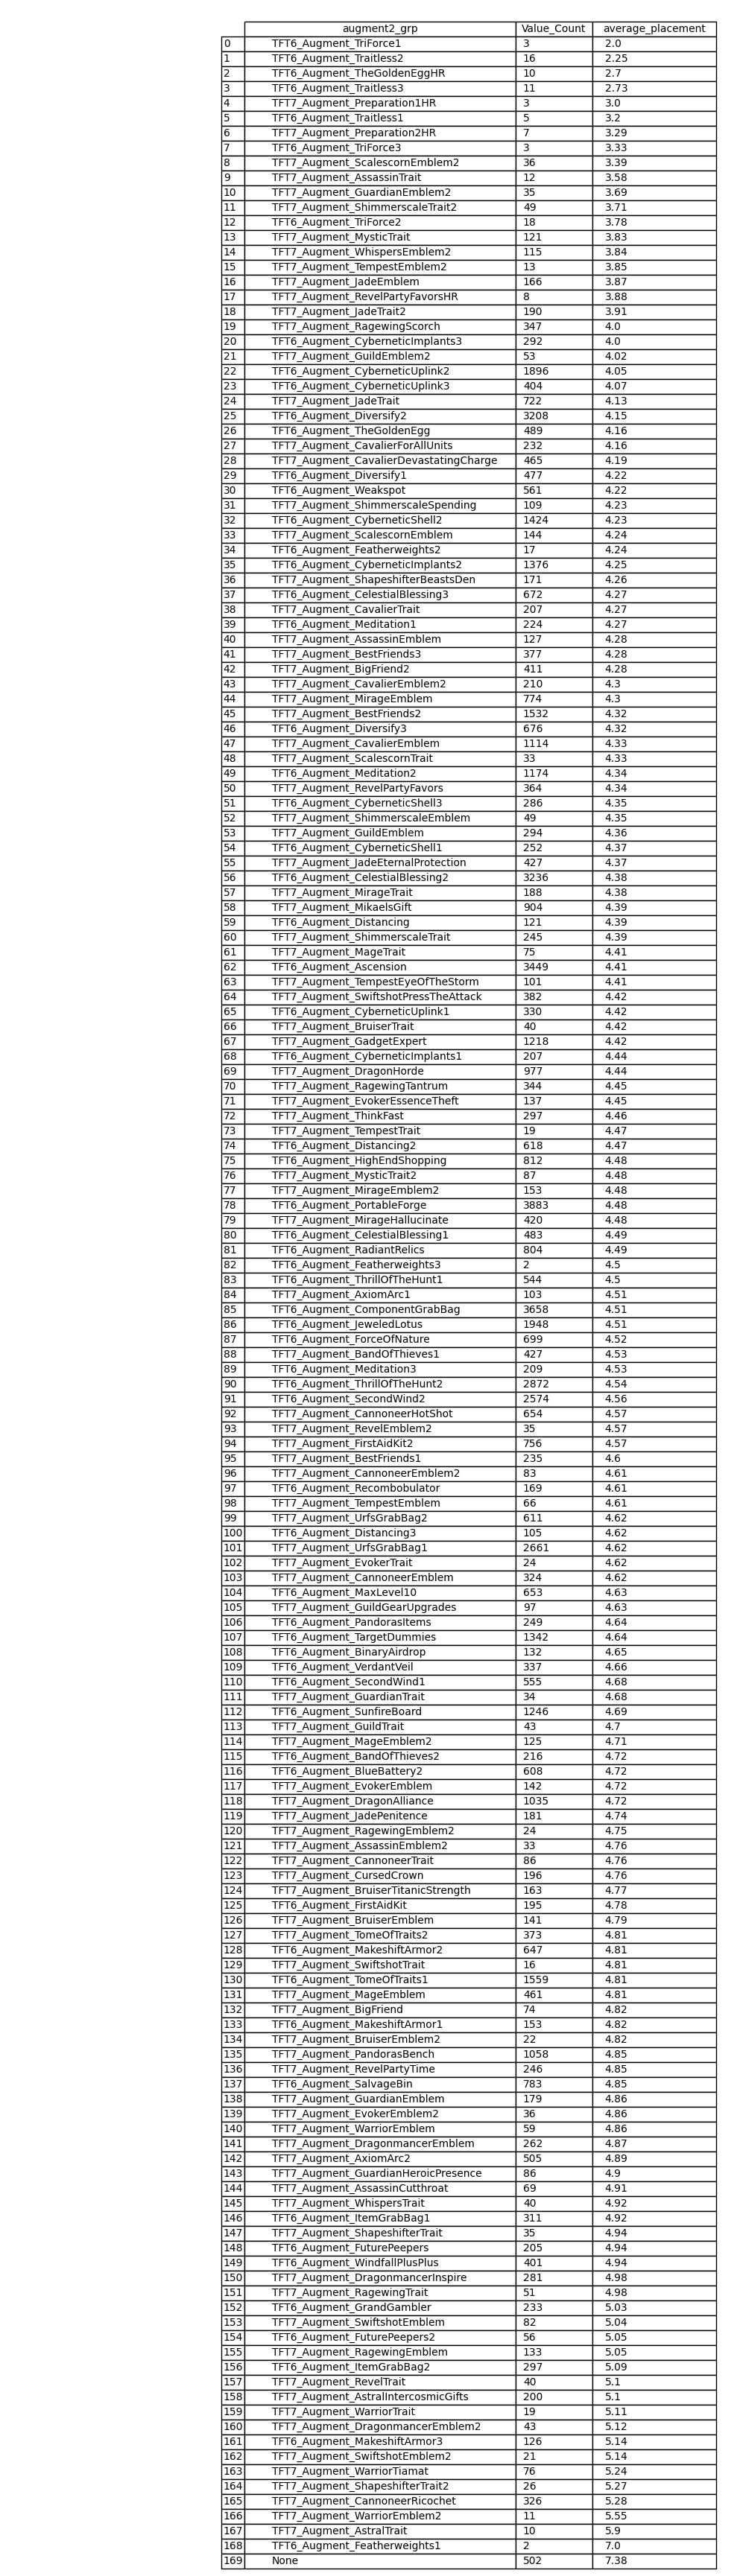 augment2_grp Value_Count average_placement
0 TFT6_Augment_TriForce1 3 2.0
1 TFT6_Augment_Traitless2 16 2.25
2 TFT6_Augment_TheGoldenEggHR 10 2.7
3 TFT6_Augment_Traitless3 11 2.73
4 TFT7_Augment_Preparation1HR 3 3.0
5 TFT6_Augment_Traitless1 5 3.2
6 TFT7_Augment_Preparation2HR 7 3.29
7 TFT6_Augment_TriForce3 3 3.33
8 TFT7_Augment_ScalescornEmblem2 36 3.39
9 TFT7_Augment_AssassinTrait 12 3.58
10 TFT7_Augment_GuardianEmblem2 35 3.69
11 TFT7_Augment_ShimmerscaleTrait2 49 3.71
12 TFT6_Augment_TriForce2 18 3.78
13 TFT7_Augment_MysticTrait 121 3.83
14 TFT7_Augment_WhispersEmblem2 115 3.84
15 TFT7_Augment_TempestEmblem2 13 3.85
16 TFT7_Augment_JadeEmblem 166 3.87
17 TFT7_Augment_RevelPartyFavorsHR 8 3.88
18 TFT7_Augment_JadeTrait2 190 3.91
19 TFT7_Augment_RagewingScorch 347 4.0
20 TFT6_Augment_CyberneticImplants3 292 4.0
21 TFT7_Augment_GuildEmblem2 53 4.02
22 TFT6_Augment_CyberneticUplink2 1896 4.05
23 TFT6_Augment_CyberneticUplink3 404 4.07
24 TFT7_Augment_JadeTrait 722 4.13
25 TFT6_Augment_Diversify2 3208 4.15
26 TFT6_Augment_TheGoldenEgg 489 4.16
27 TFT7_Augment_CavalierForAllUnits 232 4.16
28 TFT7_Augment_CavalierDevastatingCharge 465 4.19
29 TFT6_Augment_Diversify1 477 4.22
30 TFT6_Augment_Weakspot 561 4.22
31 TFT7_Augment_ShimmerscaleSpending 109 4.23
32 TFT6_Augment_CyberneticShell2 1424 4.23
33 TFT7_Augment_ScalescornEmblem 144 4.24
34 TFT6_Augment_Featherweights2 17 4.24
35 TFT6_Augment_CyberneticImplants2 1376 4.25
36 TFT7_Augment_ShapeshifterBeastsDen 171 4.26
37 TFT6_Augment_CelestialBlessing3 672 4.27
38 TFT7_Augment_CavalierTrait 207 4.27
39 TFT6_Augment_Meditation1 224 4.27
40 TFT7_Augment_AssassinEmblem 127 4.28
41 TFT7_Augment_BestFriends3 377 4.28
42 TFT7_Augment_BigFriend2 411 4.28
43 TFT7_Augment_CavalierEmblem2 210 4.3
44 TFT7_Augment_MirageEmblem 774 4.3
45 TFT7_Augment_BestFriends2 1532 4.32
46 TFT6_Augment_Diversify3 676 4.32
47 TFT7_Augment_CavalierEmblem 1114 4.33
48 TFT7_Augment_ScalescornTrait 33 4.33
49 TFT6_Augment_Meditation2 1174 4.34
50 TFT7_Augment_RevelPartyFavors 364 4.34
51 TFT6_Augment_CyberneticShell3 286 4.35
52 TFT7_Augment_ShimmerscaleEmblem 49 4.35
53 TFT7_Augment_GuildEmblem 294 4.36
54 TFT6_Augment_CyberneticShell1 252 4.37
55 TFT7_Augment_JadeEternalProtection 427 4.37
56 TFT6_Augment_CelestialBlessing2 3236 4.38
57 TFT7_Augment_MirageTrait 188 4.38
58 TFT7_Augment_MikaelsGift 904 4.39
59 TFT6_Augment_Distancing 121 4.39
60 TFT7_Augment_ShimmerscaleTrait 245 4.39
61 TFT7_Augment_MageTrait 75 4.41
62 TFT6_Augment_Ascension 3449 4.41
63 TFT7_Augment_TempestEyeOfTheStorm 101 4.41
64 TFT7_Augment_SwiftshotPressTheAttack 382 4.42
65 TFT6_Augment_CyberneticUplink1 330 4.42
66 TFT7_Augment_BruiserTrait 40 4.42
67 TFT7_Augment_GadgetExpert 1218 4.42
68 TFT6_Augment_CyberneticImplants1 207 4.44
69 TFT7_Augment_DragonHorde 977 4.44
70 TFT7_Augment_RagewingTantrum 344 4.45
71 TFT7_Augment_EvokerEssenceTheft 137 4.45
72 TFT7_Augment_ThinkFast 297 4.46
73 TFT7_Augment_TempestTrait 19 4.47
74 TFT6_Augment_Distancing2 618 4.47
75 TFT6_Augment_HighEndShopping 812 4.48
76 TFT7_Augment_MysticTrait2 87 4.48
77 TFT7_Augment_MirageEmblem2 153 4.48
78 TFT6_Augment_PortableForge 3883 4.48
79 TFT7_Augment_MirageHallucinate 420 4.48
80 TFT6_Augment_CelestialBlessing1 483 4.49
81 TFT6_Augment_RadiantRelics 804 4.49
82 TFT6_Augment_Featherweights3 2 4.5
83 TFT6_Augment_ThrillOfTheHunt1 544 4.5
84 TFT7_Augment_AxiomArc1 103 4.51
85 TFT6_Augment_ComponentGrabBag 3658 4.51
86 TFT6_Augment_JeweledLotus 1948 4.51
87 TFT6_Augment_ForceOfNature 699 4.52
88 TFT7_Augment_BandOfThieves1 427 4.53
89 TFT6_Augment_Meditation3 209 4.53
90 TFT6_Augment_ThrillOfTheHunt2 2872 4.54
91 TFT6_Augment_SecondWind2 2574 4.56
92 TFT7_Augment_CannoneerHotShot 654 4.57
93 TFT7_Augment_RevelEmblem2 35 4.57
94 TFT6_Augment_FirstAidKit2 756 4.57
95 TFT7_Augment_BestFriends1 235 4.6
96 TFT7_Augment_CannoneerEmblem2 83 4.61
97 TFT6_Augment_Recombobulator 169 4.61
98 TFT7_Augment_TempestEmblem 66 4.61
99 TFT7_Augment_UrfsGrabBag2 611 4.62
100 TFT6_Augment_Distancing3 105 4.62
101 TFT7_Augment_UrfsGrabBag1 2661 4.62
102 TFT7_Augment_EvokerTrait 24 4.62
103 TFT7_Augment_CannoneerEmblem 324 4.62
104 TFT6_Augment_MaxLevel10 653 4.63
105 TFT7_Augment_GuildGearUpgrades 97 4.63
106 TFT6_Augment_PandorasItems 249 4.64
107 TFT6_Augment_TargetDummies 1342 4.64
108 TFT6_Augment_BinaryAirdrop 132 4.65
109 TFT6_Augment_VerdantVeil 337 4.66
110 TFT6_Augment_SecondWind1 555 4.68
111 TFT7_Augment_GuardianTrait 34 4.68
112 TFT6_Augment_SunfireBoard 1246 4.69
113 TFT7_Augment_GuildTrait 43 4.7
114 TFT7_Augment_MageEmblem2 125 4.71
115 TFT6_Augment_BandOfThieves2 216 4.72
116 TFT6_Augment_BlueBattery2 608 4.72
117 TFT7_Augment_EvokerEmblem 142 4.72
118 TFT7_Augment_DragonAlliance 1035 4.72
119 TFT7_Augment_JadePenitence 181 4.74
120 TFT7_Augment_RagewingEmblem2 24 4.75
121 TFT7_Augment_AssassinEmblem2 33 4.76
122 TFT7_Augment_CannoneerTrait 86 4.76
123 TFT7_Augment_CursedCrown 196 4.76
124 TFT7_Augment_BruiserTitanicStrength 163 4.77
125 TFT6_Augment_FirstAidKit 195 4.78
126 TFT7_Augment_BruiserEmblem 141 4.79
127 TFT7_Augment_TomeOfTraits2 373 4.81
128 TFT6_Augment_MakeshiftArmor2 647 4.81
129 TFT7_Augment_SwiftshotTrait 16 4.81
130 TFT6_Augment_TomeOfTraits1 1559 4.81
131 TFT7_Augment_MageEmblem 461 4.81
132 TFT7_Augment_BigFriend 74 4.82
133 TFT6_Augment_MakeshiftArmor1 153 4.82
134 TFT7_Augment_BruiserEmblem2 22 4.82
135 TFT7_Augment_PandorasBench 1058 4.85
136 TFT7_Augment_RevelPartyTime 246 4.85
137 TFT6_Augment_SalvageBin 783 4.85
138 TFT7_Augment_GuardianEmblem 179 4.86
139 TFT7_Augment_EvokerEmblem2 36 4.86
140 TFT7_Augment_WarriorEmblem 59 4.86
141 TFT7_Augment_DragonmancerEmblem 262 4.87
142 TFT7_Augment_AxiomArc2 505 4.89
143 TFT7_Augment_GuardianHeroicPresence 86 4.9
144 TFT7_Augment_AssassinCutthroat 69 4.91
145 TFT7_Augment_WhispersTrait 40 4.92
146 TFT6_Augment_ItemGrabBag1 311 4.92
147 TFT7_Augment_ShapeshifterTrait 35 4.94
148 TFT6_Augment_FuturePeepers 205 4.94
149 TFT6_Augment_WindfallPlusPlus 401 4.94
150 TFT7_Augment_DragonmancerInspire 281 4.98
151 TFT7_Augment_RagewingTrait 51 4.98
152 TFT6_Augment_GrandGambler 233 5.03
153 TFT7_Augment_SwiftshotEmblem 82 5.04
154 TFT6_Augment_FuturePeepers2 56 5.05
155 TFT7_Augment_RagewingEmblem 133 5.05
156 TFT6_Augment_ItemGrabBag2 297 5.09
157 TFT7_Augment_RevelTrait 40 5.1
158 TFT7_Augment_AstralIntercosmicGifts 200 5.1
159 TFT7_Augment_WarriorTrait 19 5.11
160 TFT7_Augment_DragonmancerEmblem2 43 5.12
161 TFT6_Augment_MakeshiftArmor3 126 5.14
162 TFT7_Augment_SwiftshotEmblem2 21 5.14
163 TFT7_Augment_WarriorTiamat 76 5.24
164 TFT7_Augment_ShapeshifterTrait2 26 5.27
165 TFT7_Augment_CannoneerRicochet 326 5.28
166 TFT7_Augment_WarriorEmblem2 11 5.55
167 TFT7_Augment_AstralTrait 10 5.9
168 TFT6_Augment_Featherweights1 2 7.0
169 None 502 7.38